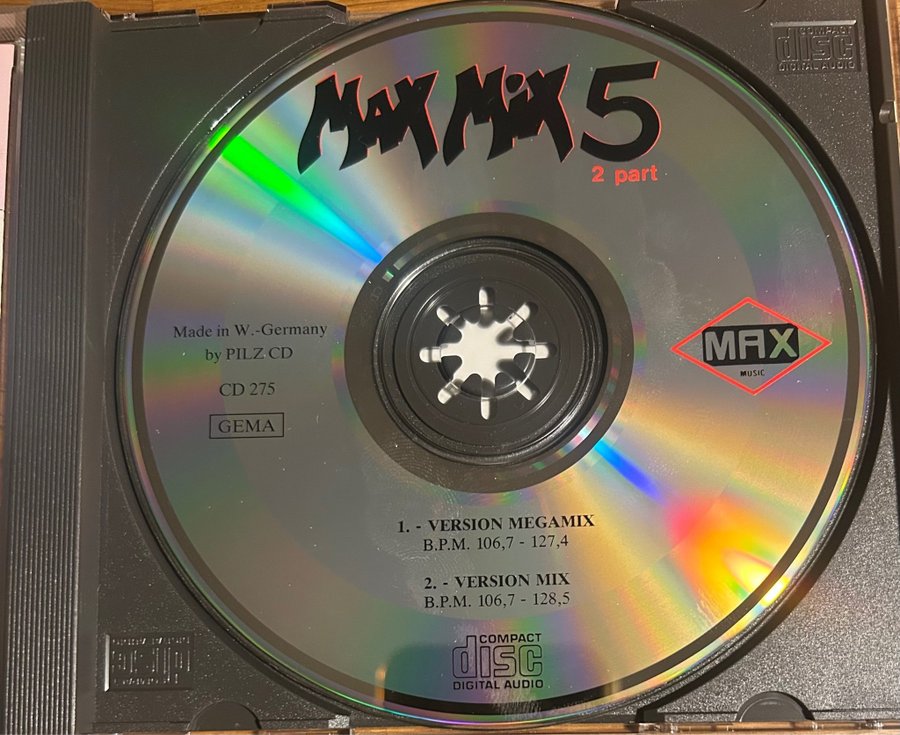 COMPACT
disc
DIGITAL AUDIO
MAX MiX 5
2 part
Made in W.-Germany
by PILZ CD
CD 275
GEMA
MAX
MUSIC
1. - VERSION MEGAMIX
B.P.M. 106,7 - 127,4
2. - VERSION MIX
B.P.M. 106,7 - 128,5
COMPACT
disc
DIGITAL AUDIO